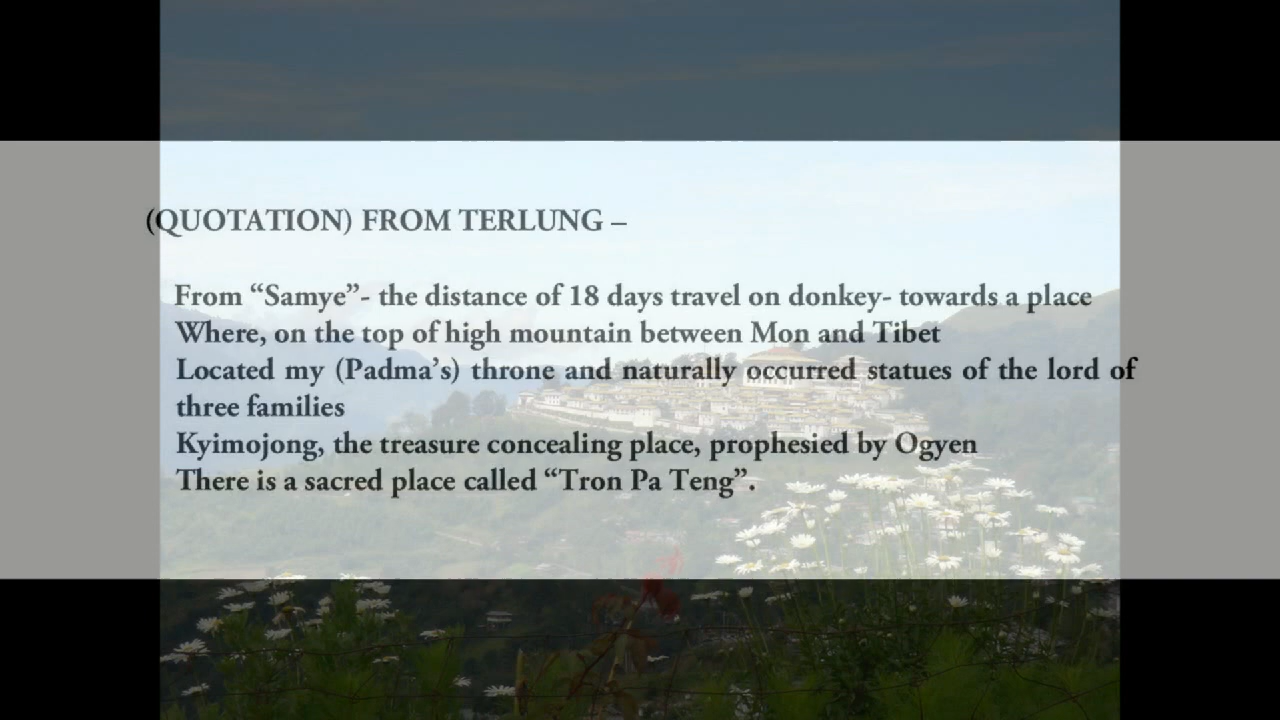 (QUOTATION) FROM TERLUNG –
From “Samye”- the distance of 18 days travel on donkey- towards a place
Where, on the top of high mountain between Mon and Tibet
Located my (Padma’s) throne and naturally occurred statues of the lord of
three families
Kyimojong, the treasure concealing place, prophesied by Ogyen
There is a sacred place called “Tron Pa Teng”.